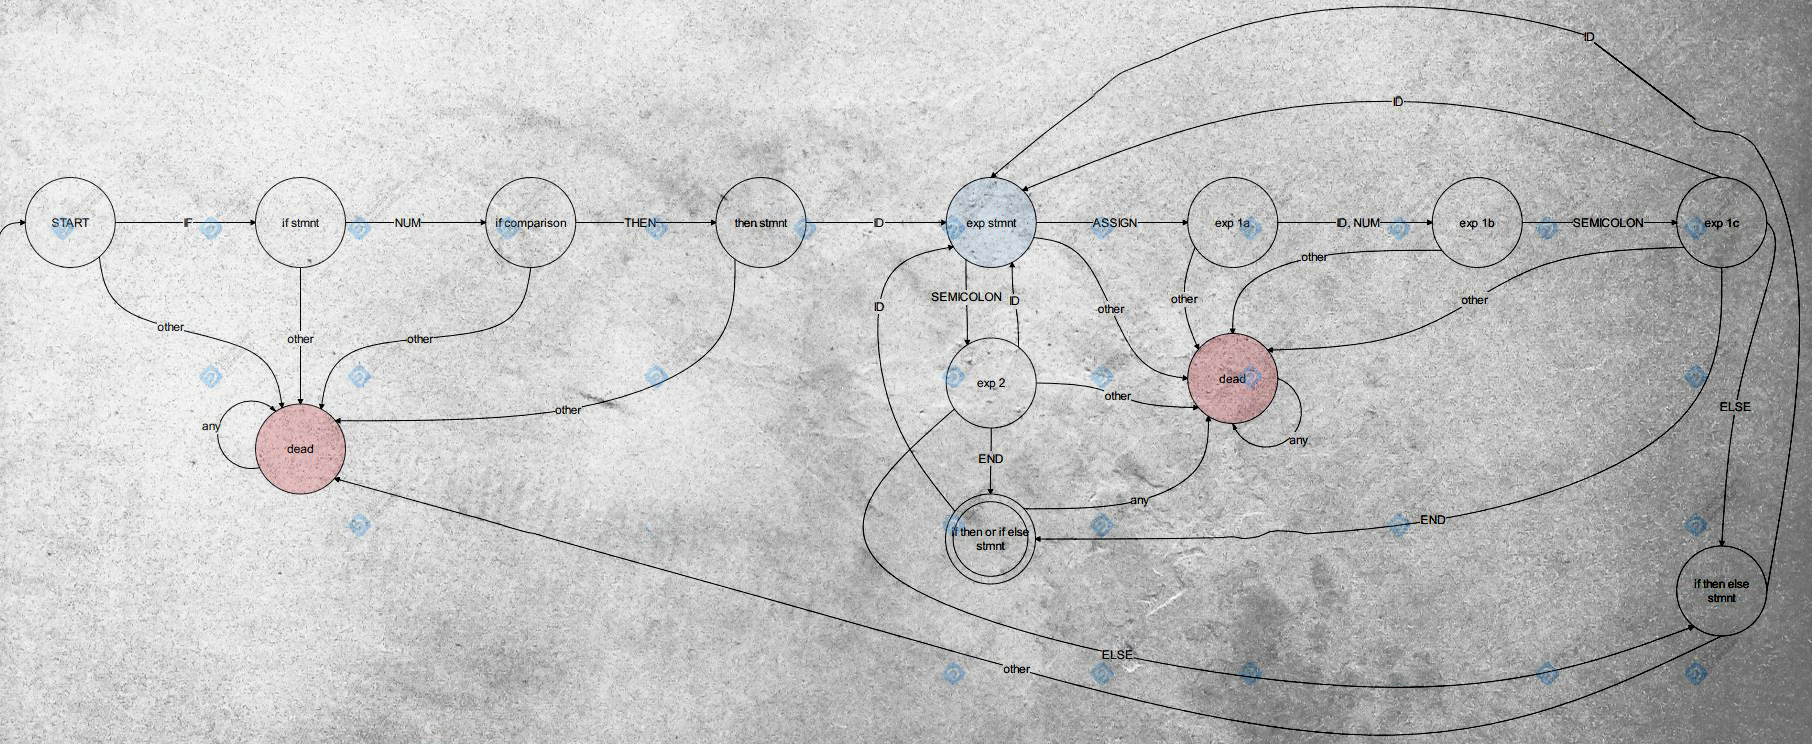 ID
ID
START
IF
if stmnt
NUM
if comparison
THEN
then stmnt
ID
exp stmnt
ASSIGN
exp 1a
ID, NUM
exp 1b
SEMICOLON
exp 1c
other
other
other
other
any
dead
other
ID
SEMICOLON
ID
other
other
other
other
exp 2
other
dead
any
ELSE
END
any
END
if then or if else
stmnt
if then else
stmnt
ELSE
other